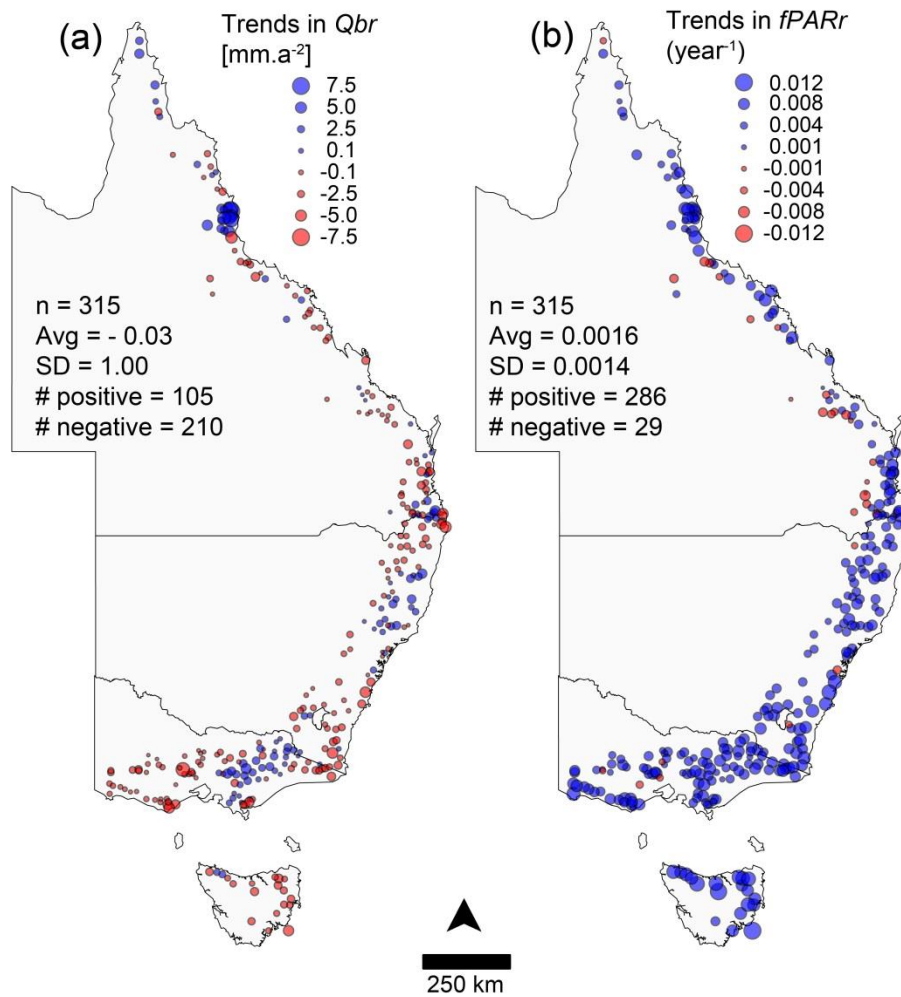 (a)
Trends in Qbr
[mm.a⁻²]
7.5
5.0
2.5
0.1
-0.1
-2.5
-5.0
-7.5
n = 315
Avg = - 0.03
SD = 1.00
# positive = 105
# negative = 210
(b)
Trends in fPARr
(year⁻¹)
0.012
0.008
0.004
0.001
-0.001
-0.004
-0.008
-0.012
n = 315
Avg = 0.0016
SD = 0.0014
# positive = 286
# negative = 29
250 km